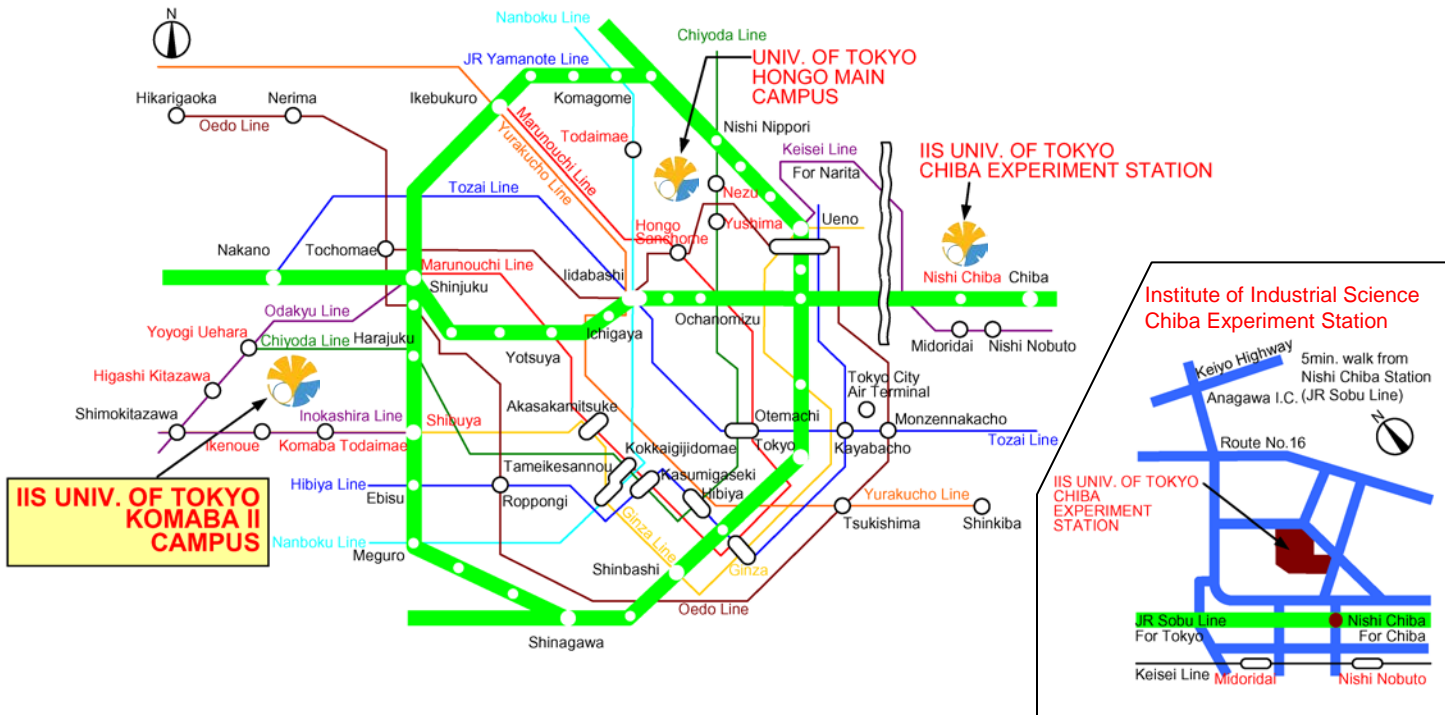 N
Nanboku Line
Chiyoda Line
JR Yamanote Line
UNIV. OF TOKYO
HONGO MAIN
CAMPUS
Hikarigaoka
Nerima
Ikebukuro
Komagome
Oedo Line
Marunouchi Line
Yurakucho Line
Todaimae
Nishi Nippori
Keisei Line
For Narita
IIS UNIV. OF TOKYO
CHIBA EXPERIMENT STATION
Tozai Line
Nezu
Yushima
Ueno
Hongo
Sanchome
Nakano
Tochomae
Marunouchi Line
Shinjuku
Iidabashi
Nishi Chiba
Chiba
Odakyu Line
Ichigaya
Ochanomizu
Yoyogi Uehara
Chiyoda Line
Harajuku
Yotsuya
Midoridai
Nishi Nobuto
Higashi Kitazawa
Tokyo City
Air Terminal
Shimokitazawa
Inokashira Line
Shibuya
Akasakamitsuke
Otemachi
Monzennakacho
Ikenoue
Komaba Todaimae
Kokkaigijidomae
Tokyo
Kayabacho
Tozai Line
Tameikesannou
Kasumigaseki
IIS UNIV. OF TOKYO
KOMABA II
CAMPUS
Hibiya Line
Ebisu
Roppongi
Hibiya
Yurakucho Line
Tsukishima
Shinkiba
Nanboku Line
Meguro
Ginza Line
Shinbashi
Ginza
Oedo Line
Shinagawa
Institute of Industrial Science
Chiba Experiment Station
Keiyo Highway
5min. walk from
Nishi Chiba Station
(JR Sobu Line)
Anagawa I.C.
N
Route No.16
IIS UNIV. OF TOKYO
CHIBA
EXPERIMENT
STATION
JR Sobu Line
Nishi Chiba
For Tokyo
For Chiba
Keisei Line
Midoridai
Nishi Nobuto